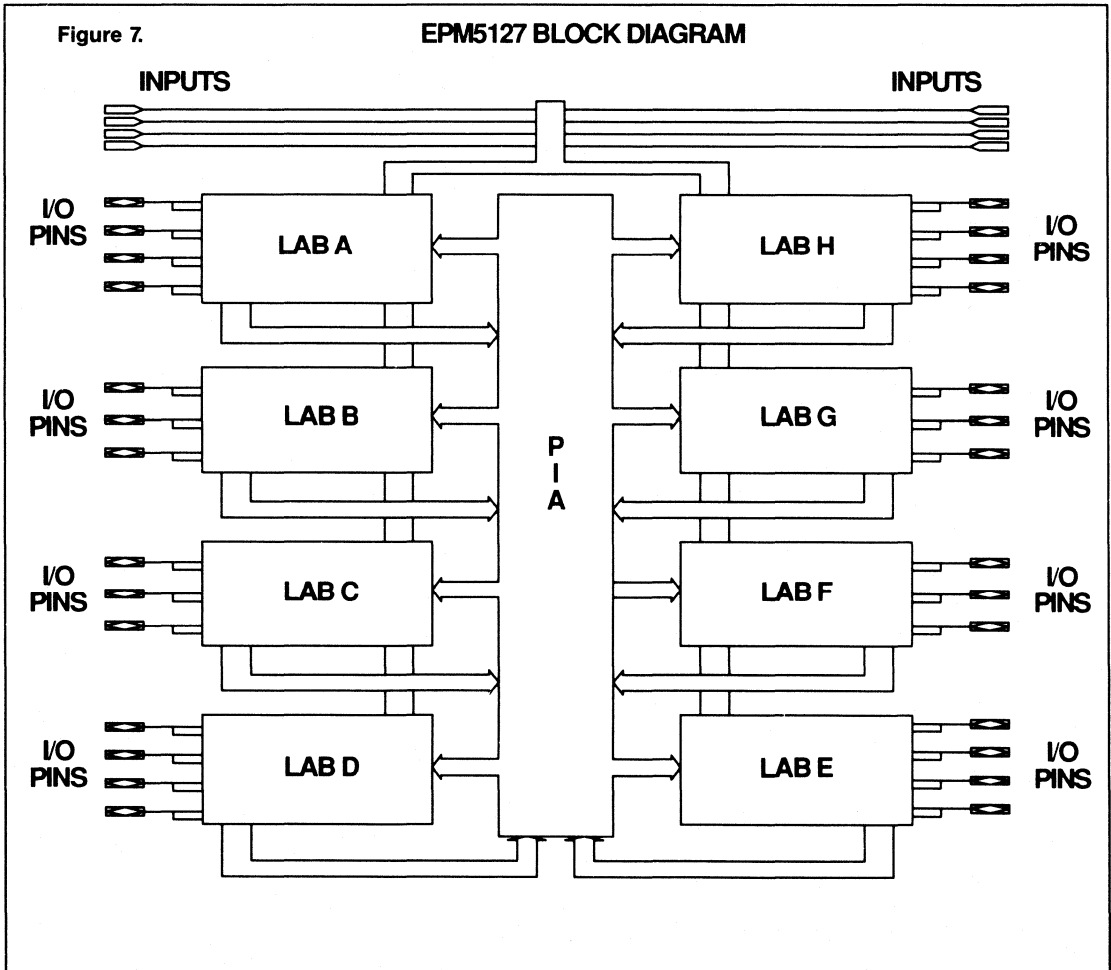 Figure 7.
EPM5127 BLOCK DIAGRAM
INPUTS
INPUTS
I/O
PINS
LAB A
LAB H
I/O
PINS
I/O
PINS
LAB B
LAB G
I/O
PINS
P
I
A
I/O
PINS
LAB C
LAB F
I/O
PINS
I/O
PINS
LAB D
LAB E
I/O
PINS